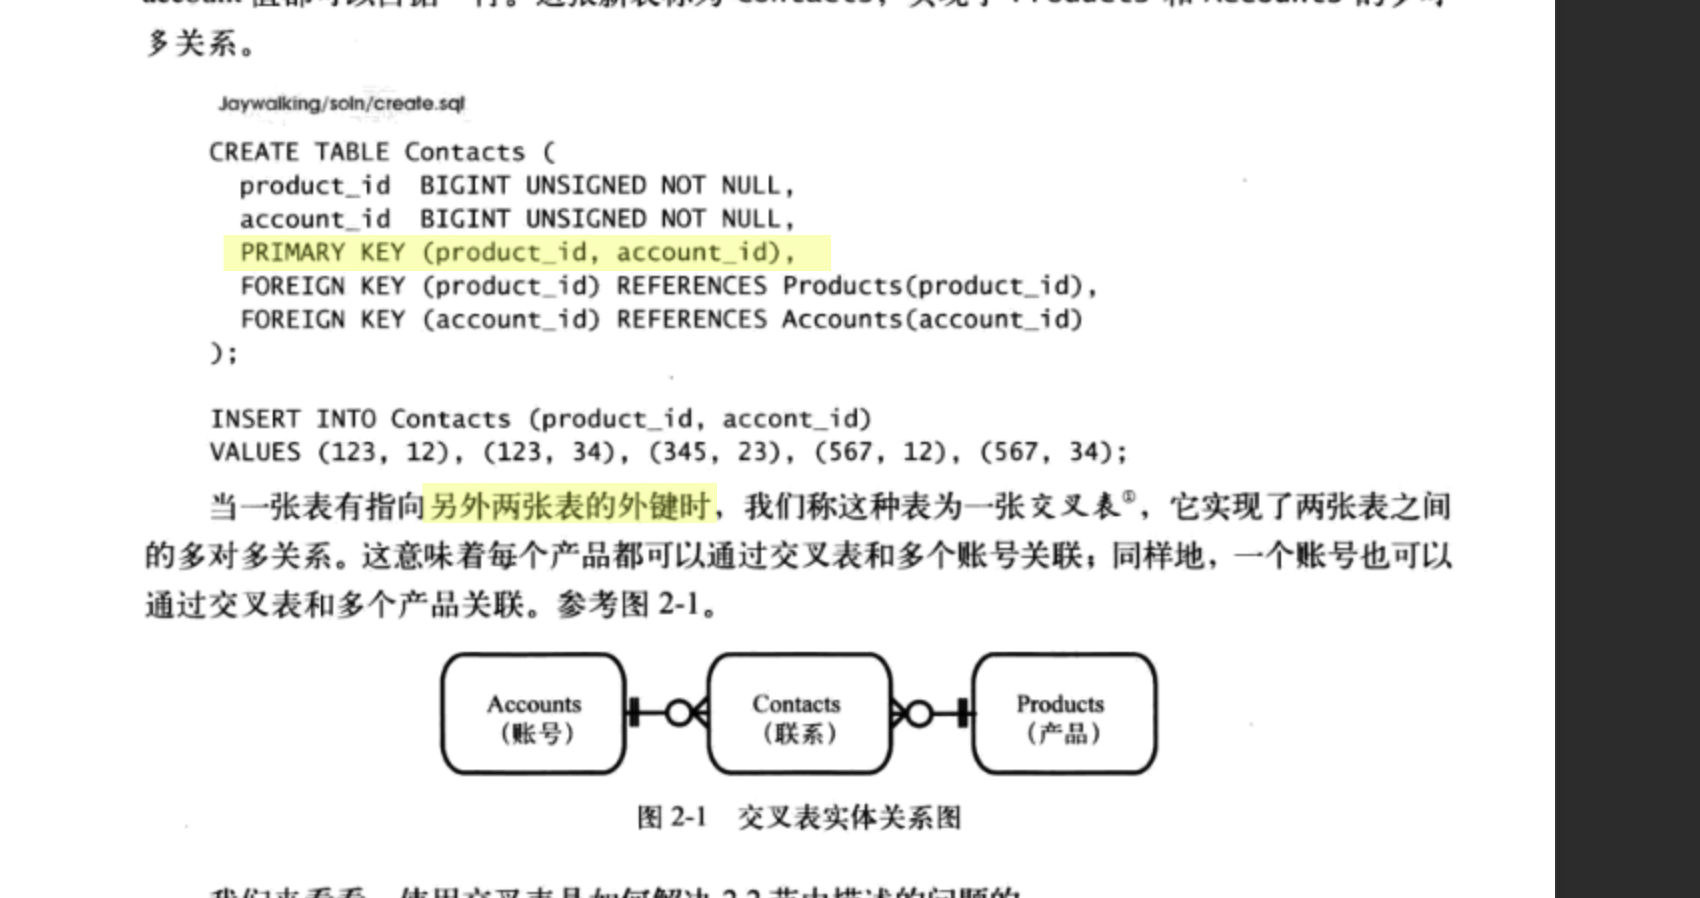 多关系。
Jaywalking/soln/create.sql
CREATE TABLE Contacts (
product_id BIGINT UNSIGNED NOT NULL,
account_id BIGINT UNSIGNED NOT NULL,
PRIMARY KEY (product_id, account_id),
FOREIGN KEY (product_id) REFERENCES Products(product_id),
FOREIGN KEY (account_id) REFERENCES Accounts(account_id)
);
INSERT INTO Contacts (product_id, accont_id)
VALUES (123, 12), (123, 34), (345, 23), (567, 12), (567, 34);
当一张表有指向另外两张表的外键时，我们称这种表为一张交叉表①，它实现了两张表之间
的多对多关系。这意味着每个产品都可以通过交叉表和多个账号关联；同样地，一个账号也可以
通过交叉表和多个产品关联。参考图 2-1。
Accounts
（账号）
Contacts
（联系）
Products
（产品）
图 2-1 交叉表实体关系图